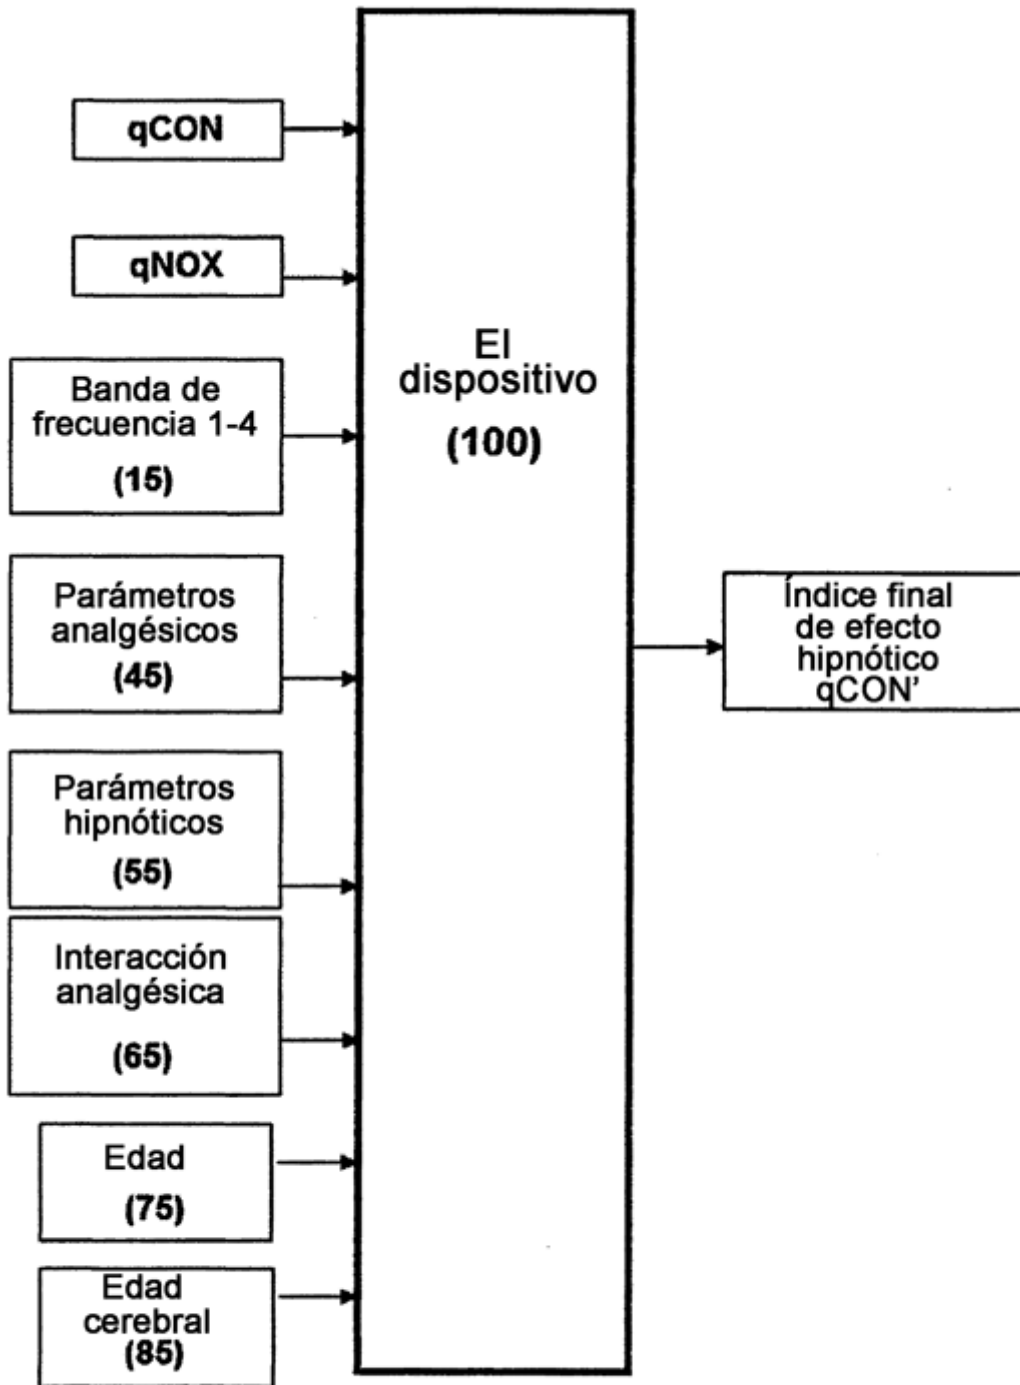 qCON
qNOX
Banda de
frecuencia 1-4
(15)
Parámetros
analgésicos
(45)
Parámetros
hipnóticos
(55)
Interacción
analgésica
(65)
Edad
(75)
Edad
cerebral
(85)
El
dispositivo
(100)
Índice final
de efecto
hipnótico
qCON’